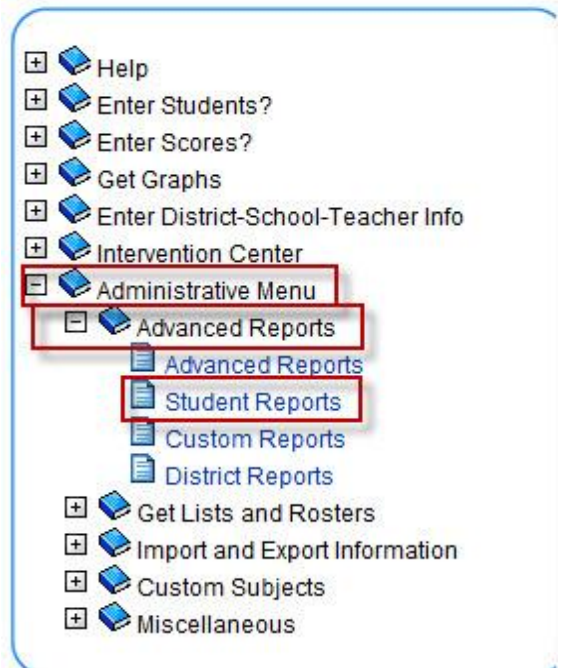 Help
Enter Students?
Enter Scores?
Get Graphs
Enter District-School-Teacher Info
Intervention Center
Administrative Menu
Advanced Reports
Advanced Reports
Student Reports
Custom Reports
District Reports
Get Lists and Rosters
Import and Export Information
Custom Subjects
Miscellaneous